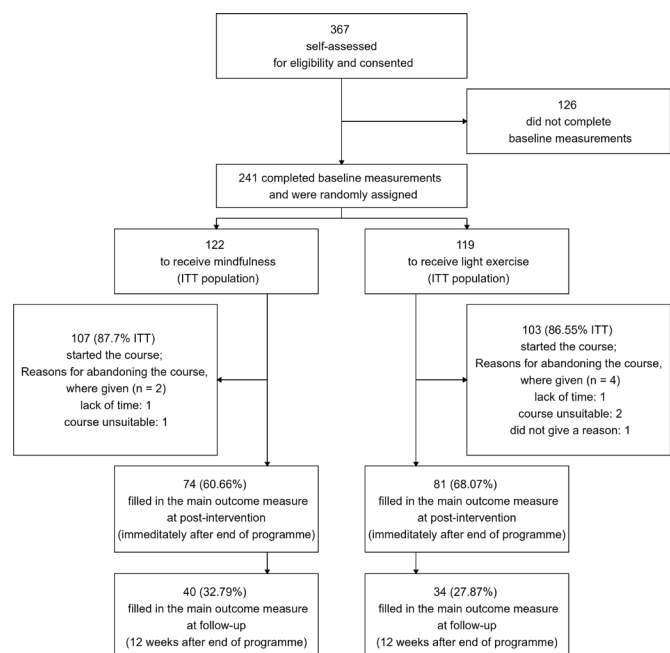 367
self-assessed
for eligibility and consented
126
did not complete
baseline measurements
241 completed baseline measurements
and were randomly assigned
122
to receive mindfulness
(ITT population)
119
to receive light exercise
(ITT population)
107 (87.7% ITT)
started the course;
Reasons for abandoning the course,
where given (n = 2)
lack of time: 1
course unsuitable: 1
103 (86.55% ITT)
started the course;
Reasons for abandoning the course,
where given (n = 4)
lack of time: 1
course unsuitable: 2
did not give a reason: 1
74 (60.66%)
filled in the main outcome measure
at post-intervention
(immeditately after end of programme)
81 (68.07%)
filled in the main outcome measure
at post-intervention
(immeditately after end of programme)
40 (32.79%)
filled in the main outcome measure
at follow-up
(12 weeks after end of programme)
34 (27.87%)
filled in the main outcome measure
at follow-up
(12 weeks after end of programme)